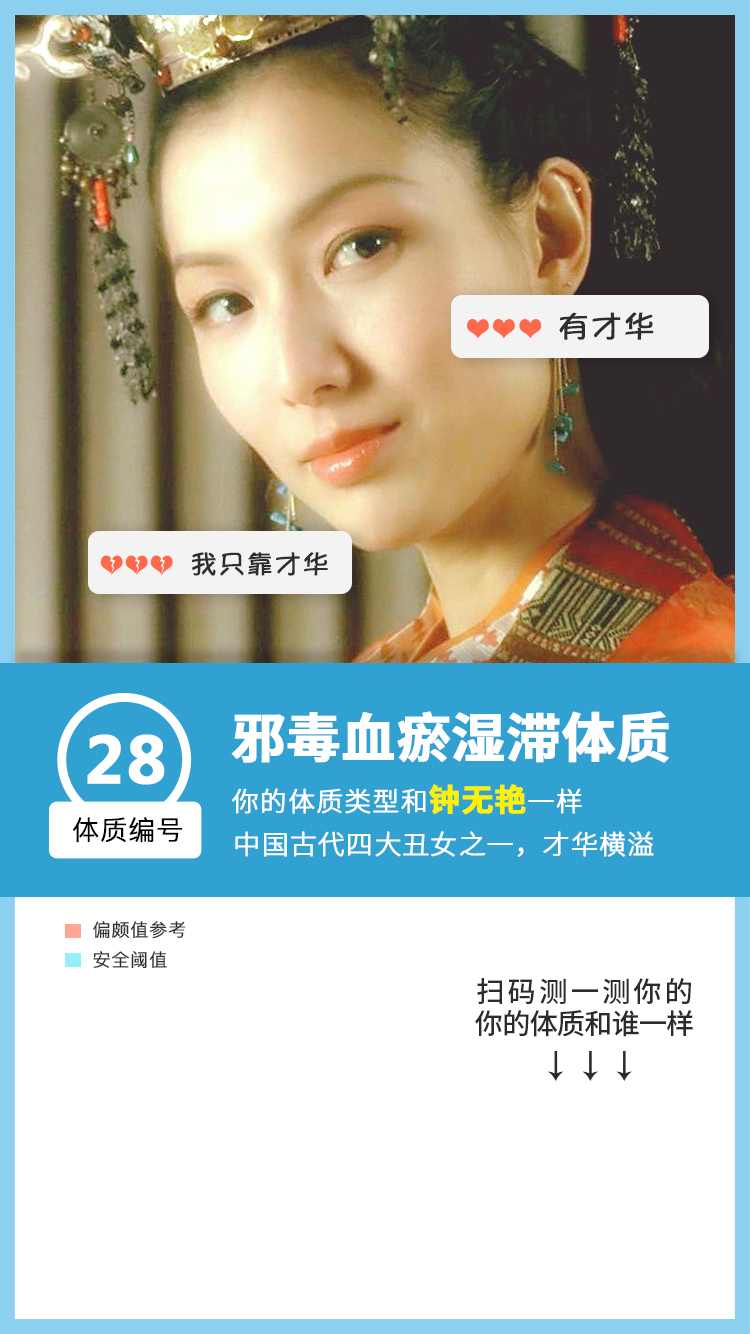 有才华
我只靠才华
28
体质编号
邪毒血瘀湿滞体质
你的体质类型和钟无艳一样
中国古代四大丑女之一，才华横溢
偏颇值参考
安全阈值
扫码测一测你的
你的体质和谁一样
↓ ↓ ↓